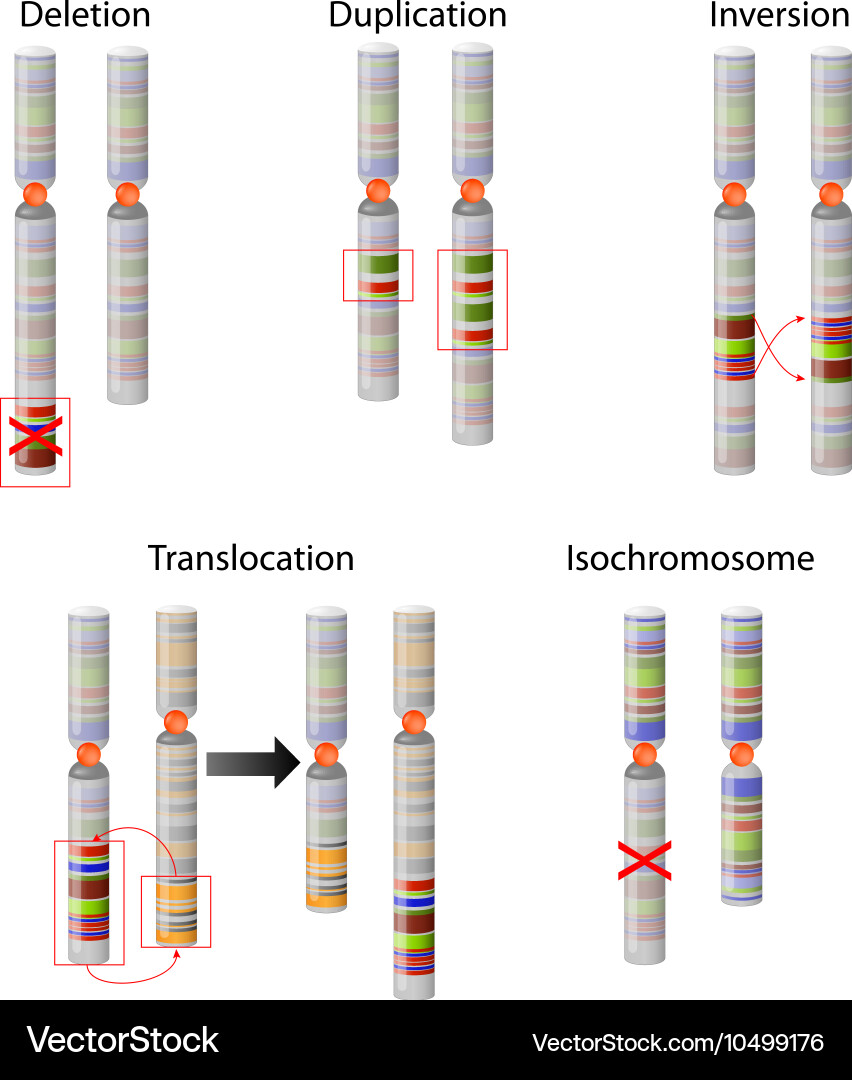 Deletion
Duplication
Inversion
Translocation
Isochromosome
VectorStock
VectorStock.com/10499176